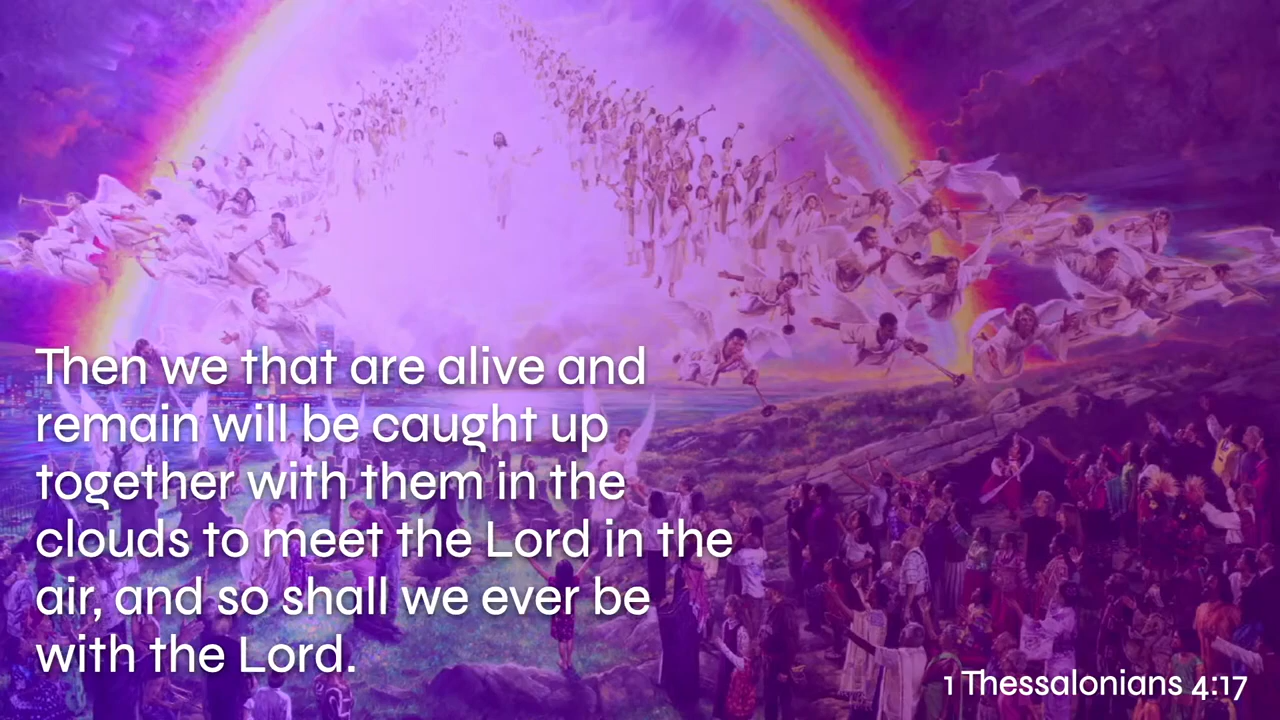 Then we that are alive and
remain will be caught up
together with them in the
clouds to meet the Lord in the
air, and so shall we ever be
with the Lord.
1 Thessalonians 4:17